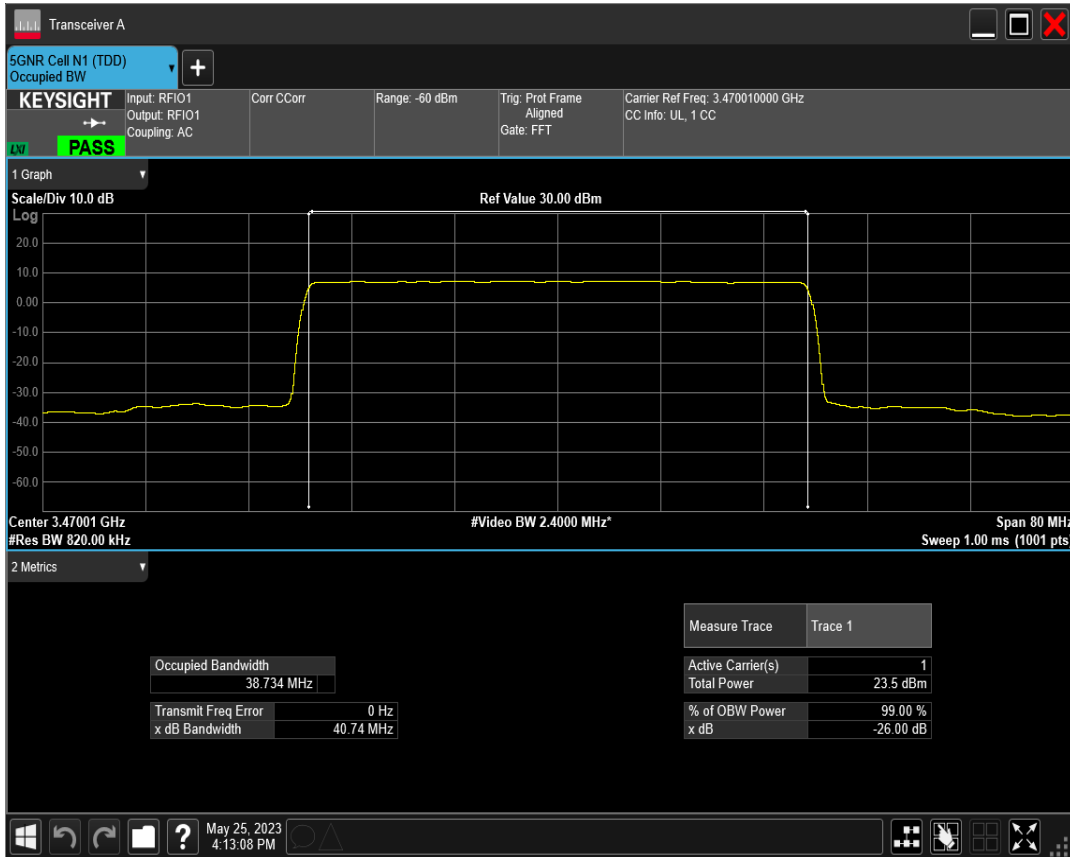 Transceiver A
5GNR Cell N1 (TDD)
Occupied BW
+
KEYSIGHT
LXI
PASS
Input: RFIO1
Output: RFIO1
Coupling: AC
Corr CCorr
Range: -60 dBm
Trig: Prot Frame
Aligned
Gate: FFT
Carrier Ref Freq: 3.470010000 GHz
CC Info: UL, 1 CC
1 Graph
Scale/Div 10.0 dB
Ref Value 30.00 dBm
Log
20.0
10.0
0.00
-10.0
-20.0
-30.0
-40.0
-50.0
-60.0
Center 3.47001 GHz
#Video BW 2.4000 MHz*
Span 80 MHz
#Res BW 820.00 kHz
Sweep 1.00 ms (1001 pts)
2 Metrics
Measure Trace Trace 1
Occupied Bandwidth
38.734 MHz
Active Carrier(s) 1
Total Power 23.5 dBm
Transmit Freq Error 0 Hz
x dB Bandwidth 40.74 MHz
% of OBW Power 99.00 %
x dB -26.00 dB
?
May 25, 2023
4:13:08 PM